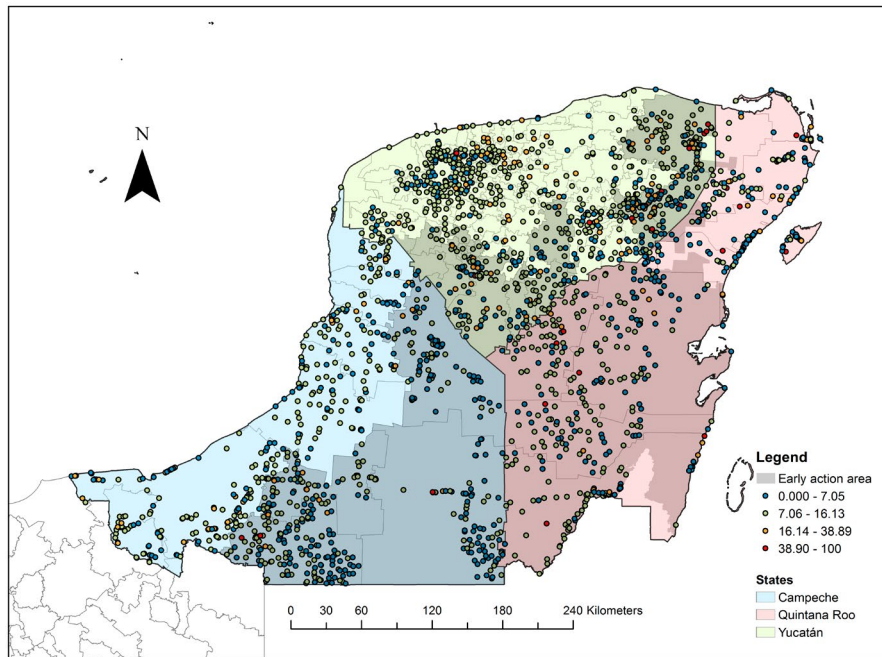 N
Legend
Early action area
0.000 - 7.05
7.06 - 16.13
16.14 - 38.89
38.90 - 100
States
Campeche
Quintana Roo
Yucatán
0 30 60 120 180 240 Kilometers